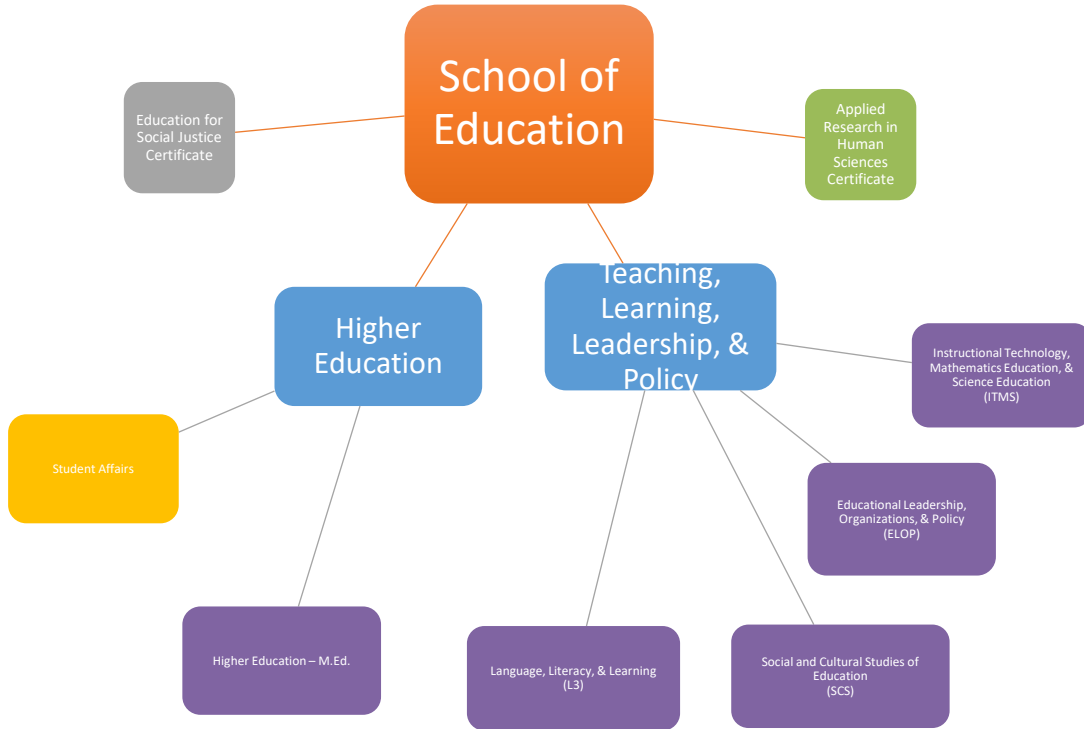 School of
Education
Education for
Social Justice
Certificate
Applied
Research in
Human
Sciences
Certificate
Higher
Education
Teaching,
Learning,
Leadership, &
Policy
Instructional Technology,
Mathematics Education, &
Science Education
(ITMS)
Student Affairs
Educational Leadership,
Organizations, & Policy
(ELOP)
Higher Education – M.Ed.
Language, Literacy, & Learning
(L3)
Social and Cultural Studies of
Education
(SCS)